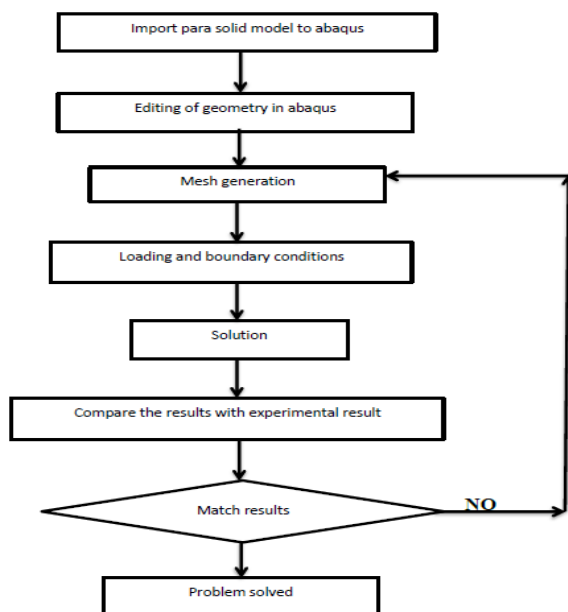 Import para solid model to abaqus
Editing of geometry in abaqus
Mesh generation
Loading and boundary conditions
Solution
Compare the results with experimental result
Match results
NO
Problem solved